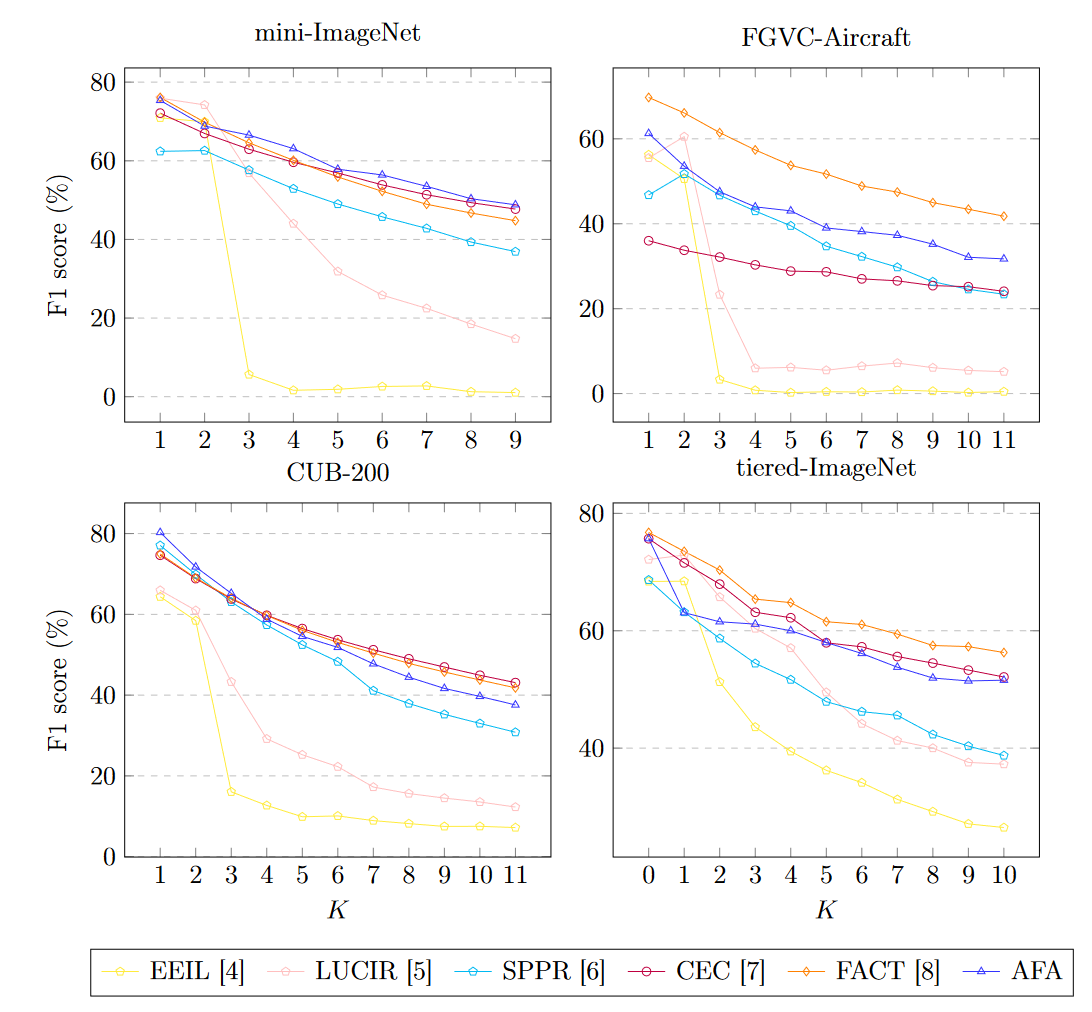 mini-ImageNet
FGVC-Aircraft
F1 score (%)
80
60
40
20
0
1 2 3 4 5 6 7 8 9
60
40
20
0
1 2 3 4 5 6 7 8 9 10 11
CUB-200
tiered-ImageNet
F1 score (%)
80
60
40
20
0
1 2 3 4 5 6 7 8 9 10 11
K
80
60
40
0 1 2 3 4 5 6 7 8 9 10
K
EEIL [4] LUCIR [5] SPPR [6] CEC [7] FACT [8] AFA